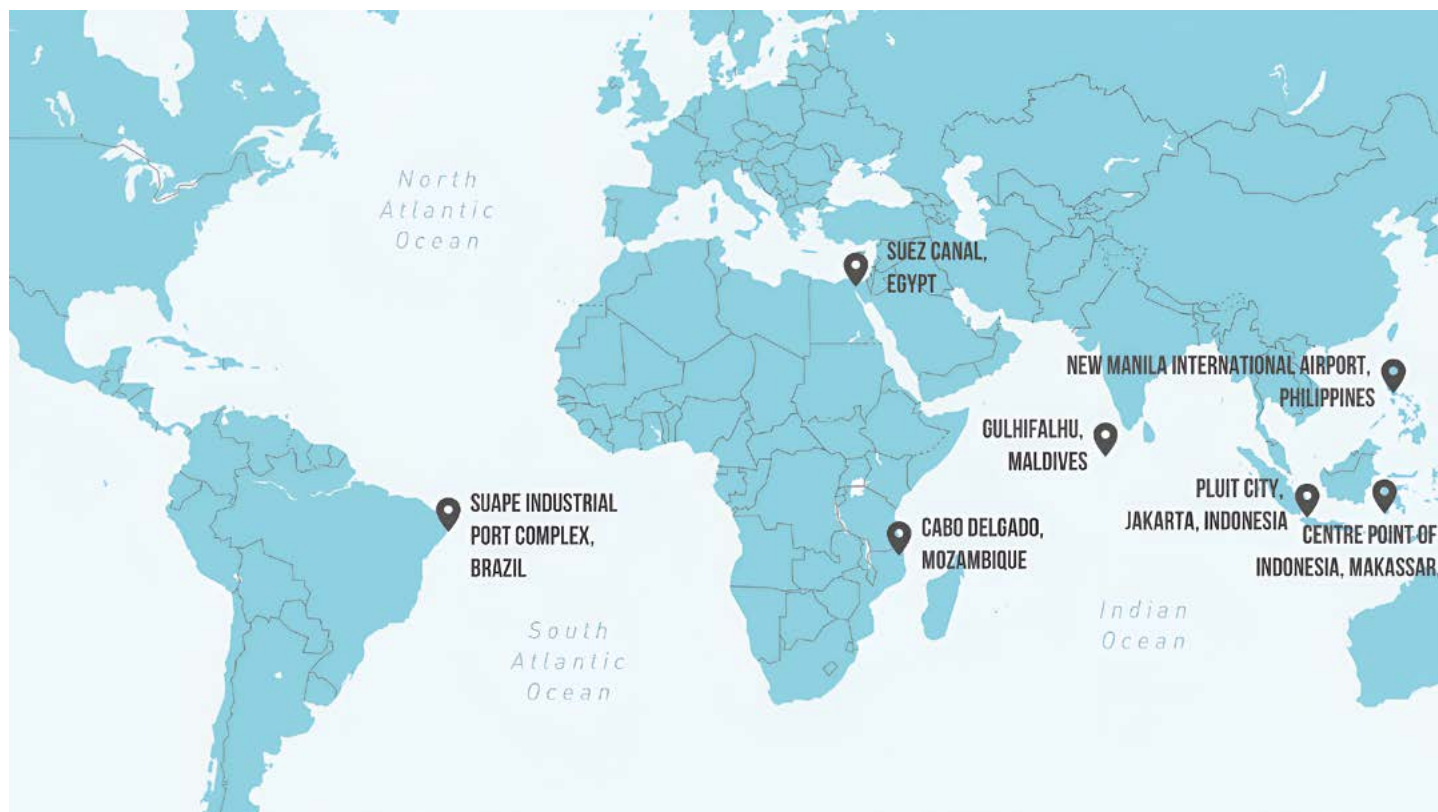 North
Atlantic
Ocean
SUEZ CANAL,
EGYPT
NEW MANILA INTERNATIONAL AIRPORT,
PHILIPPINES
GULHIFALHU,
MALDIVES
PLUIT CITY,
JAKARTA, INDONESIA
CENTRE POINT OF
INDONESIA, MAKASSAR,
SUAPE INDUSTRIAL
PORT COMPLEX,
BRAZIL
CABO DELGADO,
MOZAMBIQUE
South
Atlantic
Ocean
Indian
Ocean